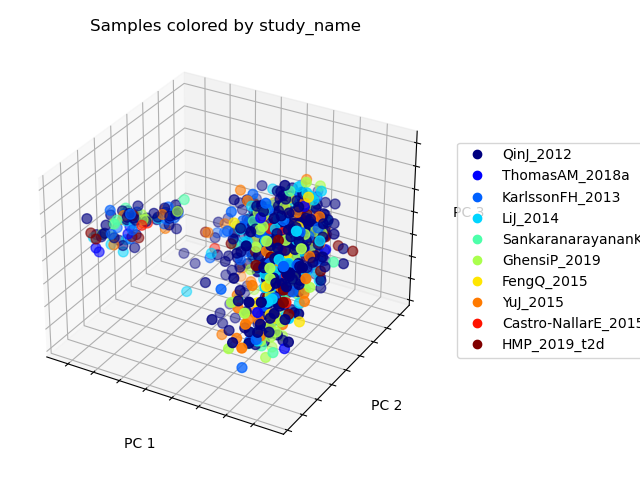 Samples colored by study_name
QinJ_2012
ThomasAM_2018a
KarlssonFH_2013
LiJ_2014
SankaranarayananK
GhensiP_2019
FengQ_2015
YuJ_2015
Castro-NallarE_2015
HMP_2019_t2d
PC 3
PC 2
PC 1